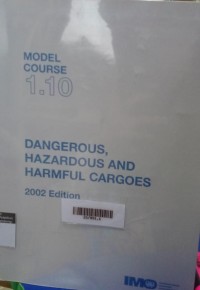 MODEL
COURSE
1.10
DANGEROUS,
HAZARDOUS AND
HARMFUL CARGOES
2002 Edition
IMO